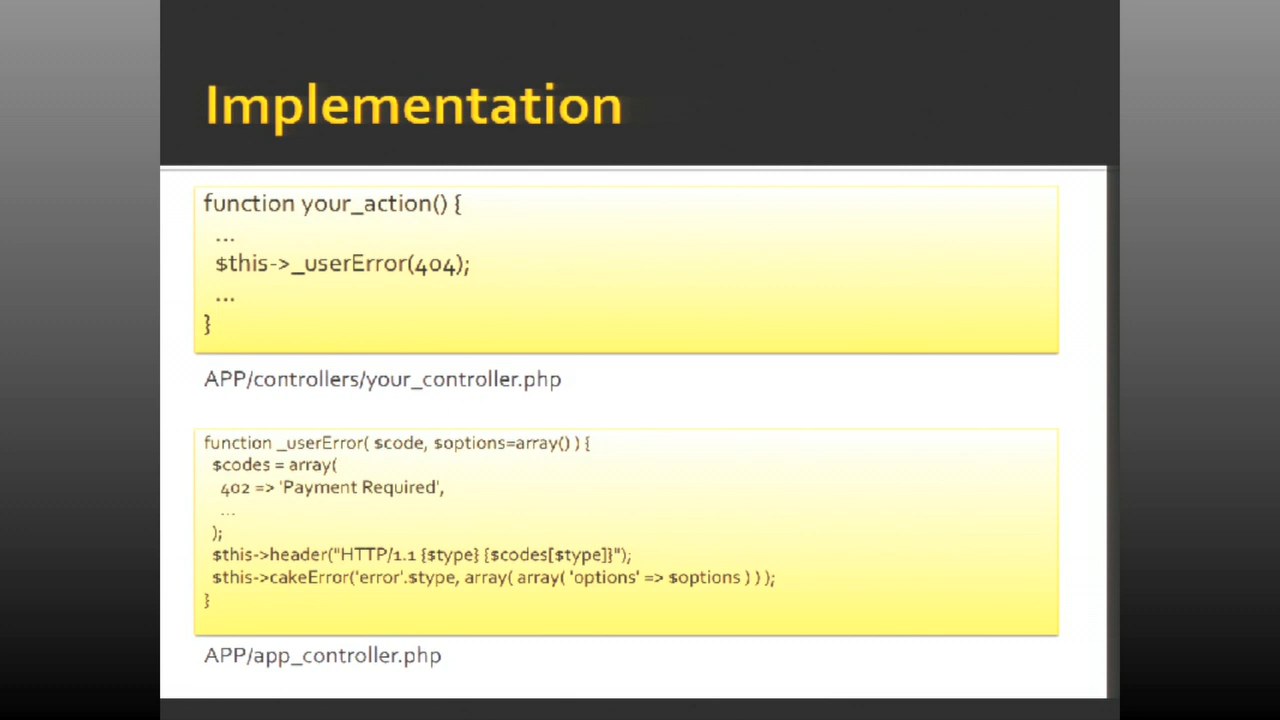 Implementation
function your_action() {
...
$this->_userError(404);
...
}
APP/controllers/your_controller.php
function _userError( $code, $options=array() ) {
$codes = array(
402 => 'Payment Required',
...
);
$this->header("HTTP/1.1 {$type} {$codes[$type]}");
$this->cakeError('error'.$type, array( array( 'options' => $options ) ) );
}
APP/app_controller.php